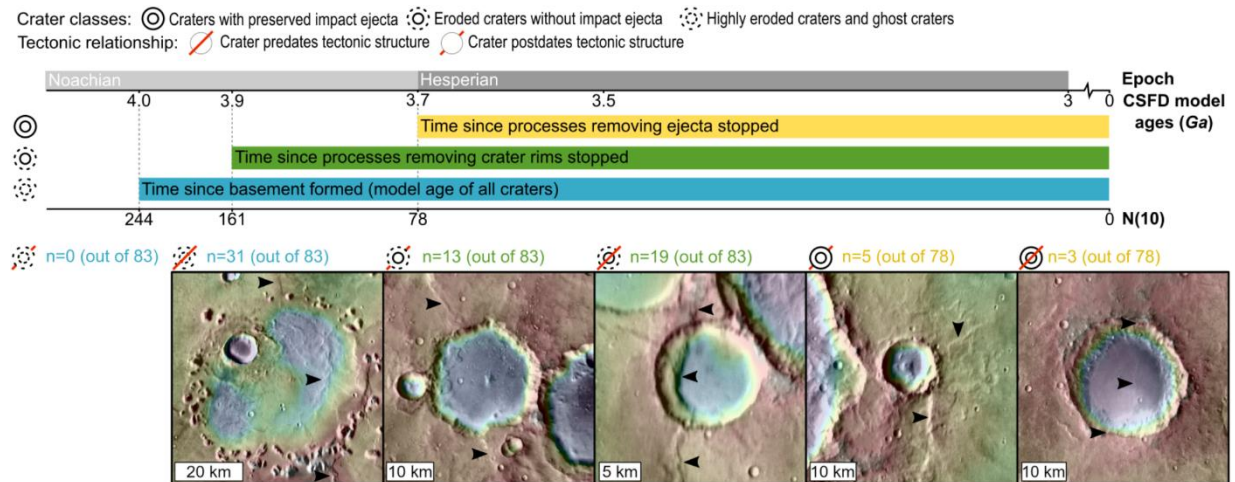 Crater classes: Craters with preserved impact ejecta Eroded craters without impact ejecta Highly eroded craters and ghost craters
Tectonic relationship: Crater predates tectonic structure Crater postdates tectonic structure
Noachian Hesperian Epoch
4.0 3.9 3.7 3.5 3 0 CSFD model
ages (Ga)
Time since processes removing ejecta stopped
Time since processes removing crater rims stopped
Time since basement formed (model age of all craters)
244 161 78 0 N(10)
n=0 (out of 83) n=31 (out of 83) n=13 (out of 83) n=19 (out of 83) n=5 (out of 78) n=3 (out of 78)
20 km 10 km 5 km 10 km 10 km